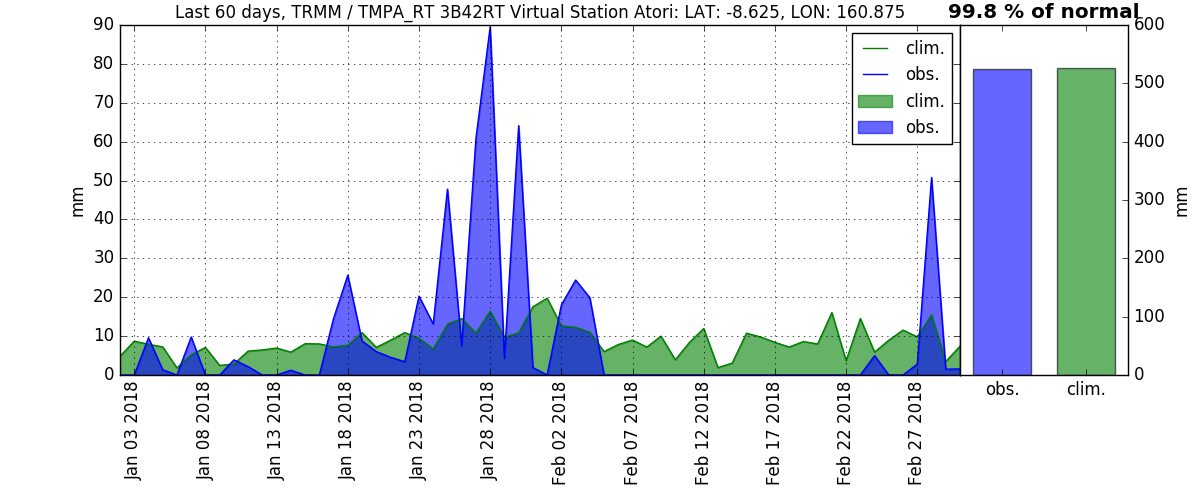 Last 60 days, TRMM / TMPA_RT 3B42RT Virtual Station Atori: LAT: -8.625, LON: 160.875
99.8 % of normal
90
80
70
60
50
40
30
20
10
0
mm
clim.
obs.
clim.
obs.
600
500
400
300
200
100
0
mm
obs.
clim.
Jan 03 2018
Jan 08 2018
Jan 13 2018
Jan 18 2018
Jan 23 2018
Jan 28 2018
Feb 02 2018
Feb 07 2018
Feb 12 2018
Feb 17 2018
Feb 22 2018
Feb 27 2018